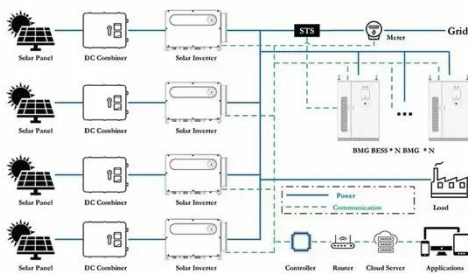 STS
Meter
Grid
Solar Panel
DC Combiner
Solar Inverter
Solar Panel
DC Combiner
Solar Inverter
BMG BESS * N BMG * N
Solar Panel
DC Combiner
Solar Inverter
Power
Communication
Load
Solar Panel
DC Combiner
Solar Inverter
Controller
Router
Cloud Server
Applications